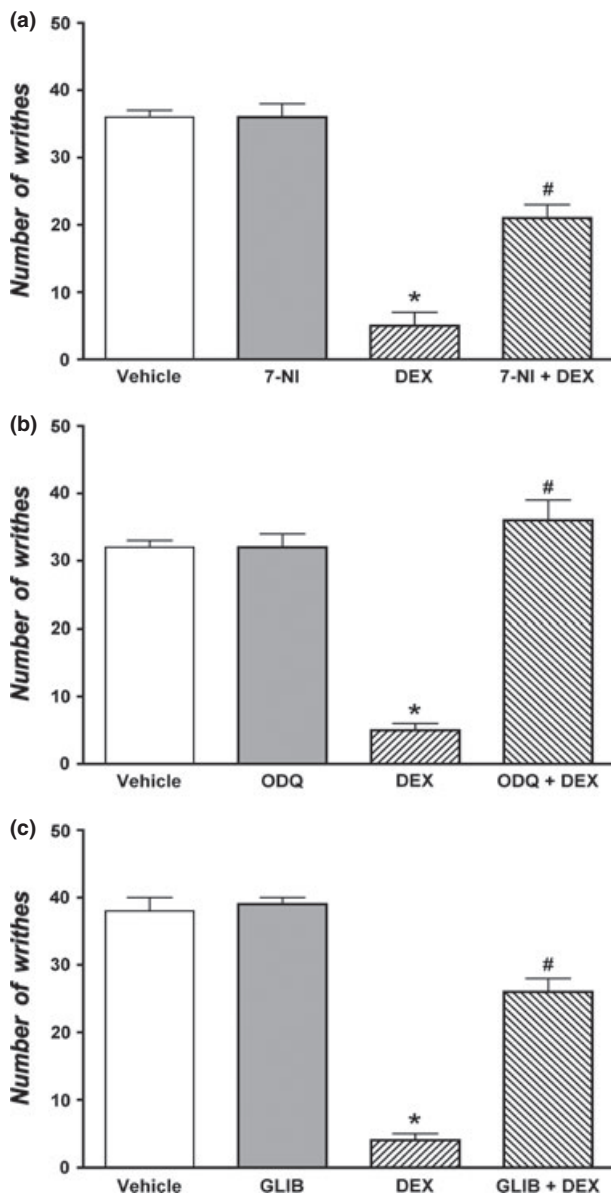 (a)
50
40
30
20
10
0
Number of writhes
*
#
Vehicle 7-NI DEX 7-NI + DEX
(b)
50
40
30
20
10
0
Number of writhes
*
#
Vehicle ODQ DEX ODQ + DEX
(c)
50
40
30
20
10
0
Number of writhes
*
#
Vehicle GLIB DEX GLIB + DEX